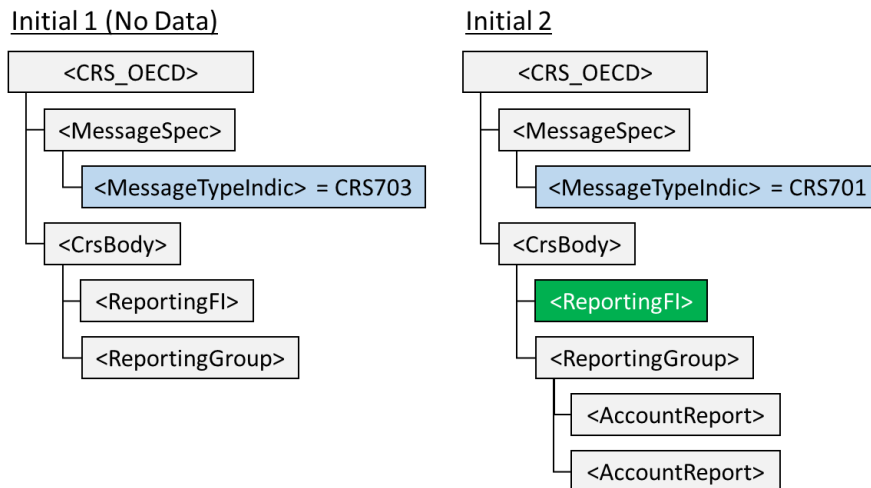 Initial 1 (No Data)
<CRS_OECD>
<MessageSpec>
<MessageTypeIndic> = CRS703
<CrsBody>
<ReportingFI>
<ReportingGroup>
Initial 2
<CRS_OECD>
<MessageSpec>
<MessageTypeIndic> = CRS701
<CrsBody>
<ReportingFI>
<ReportingGroup>
<AccountReport>
<AccountReport>